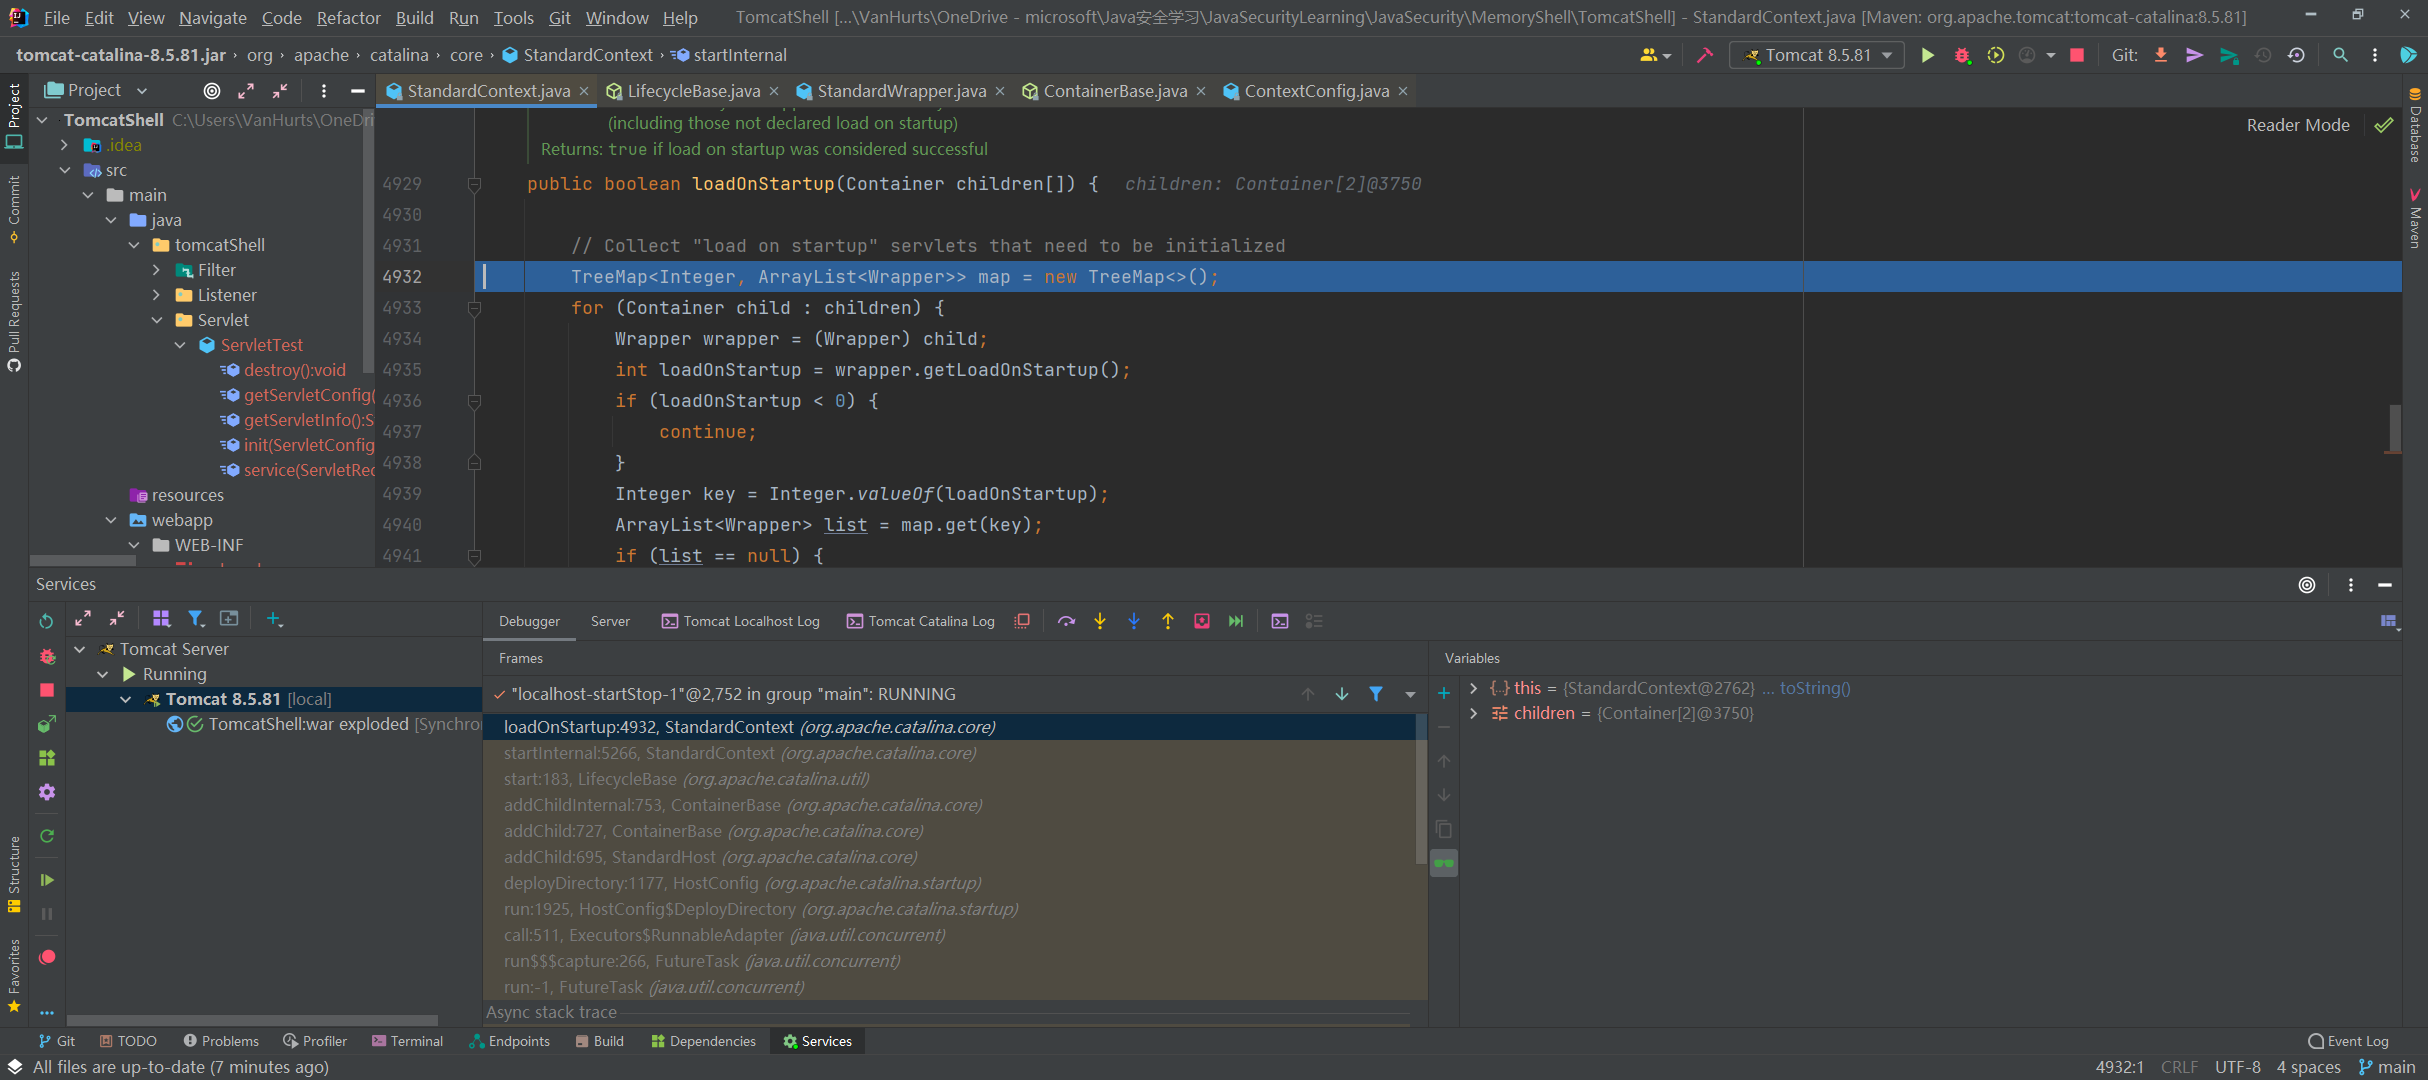 File Edit View Navigate Code Refactor Build Run Tools Git Window Help TomcatShell [...\VanHurts\OneDrive - microsoft\Java安全学习\JavaSecurityLearning\JavaSecurity\MemoryShell\TomcatShell] - StandardContext.java [Maven: org.apache.tomcat:tomcat-catalina:8.5.81]
tomcat-catalina-8.5.81.jar › org › apache › catalina › core › StandardContext › startInternal
Tomcat 8.5.81
Git:
Project
StandardContext.java
LifecycleBase.java
StandardWrapper.java
ContainerBase.java
ContextConfig.java
Project
Commit
Pull Requests
Structure
Favorites
Database
Maven
TomcatShell C:\Users\VanHurts\OneDri
.idea
src
main
java
tomcatShell
Filter
Listener
Servlet
ServletTest
destroy():void
getServletConfig(
getServletInfo():S
init(ServletConfig
service(ServletRec
resources
webapp
WEB-INF
(including those not declared load on startup)
Returns: true if load on startup was considered successful
Reader Mode
4929 public boolean loadOnStartup(Container children[]) { children: Container[2]@3750
4930
4931 // Collect "load on startup" servlets that need to be initialized
4932 TreeMap<Integer, ArrayList<Wrapper>> map = new TreeMap<>();
4933 for (Container child : children) {
4934 Wrapper wrapper = (Wrapper) child;
4935 int loadOnStartup = wrapper.getLoadOnStartup();
4936 if (loadOnStartup < 0) {
4937 continue;
4938 }
4939 Integer key = Integer.valueOf(loadOnStartup);
4940 ArrayList<Wrapper> list = map.get(key);
4941 if (list == null) {
Services
Tomcat Server
Running
Tomcat 8.5.81 [local]
TomcatShell:war exploded [Synchro
Debugger Server Tomcat Localhost Log Tomcat Catalina Log
Frames
"localhost-startStop-1"@2,752 in group "main": RUNNING
loadOnStartup:4932, StandardContext (org.apache.catalina.core)
startInternal:5266, StandardContext (org.apache.catalina.core)
start:183, LifecycleBase (org.apache.catalina.util)
addChildInternal:753, ContainerBase (org.apache.catalina.core)
addChild:727, ContainerBase (org.apache.catalina.core)
addChild:695, StandardHost (org.apache.catalina.core)
deployDirectory:1177, HostConfig (org.apache.catalina.startup)
run:1925, HostConfig$DeployDirectory (org.apache.catalina.startup)
call:511, Executors$RunnableAdapter (java.util.concurrent)
run$$$capture:266, FutureTask (java.util.concurrent)
run:-1, FutureTask (java.util.concurrent)
Async stack trace
Variables
this = {StandardContext@2762} ... toString()
children = {Container[2]@3750}
Git TODO Problems Profiler Terminal Endpoints Build Dependencies Services Event Log
All files are up-to-date (7 minutes ago) 4932:1 CRLF UTF-8 4 spaces main